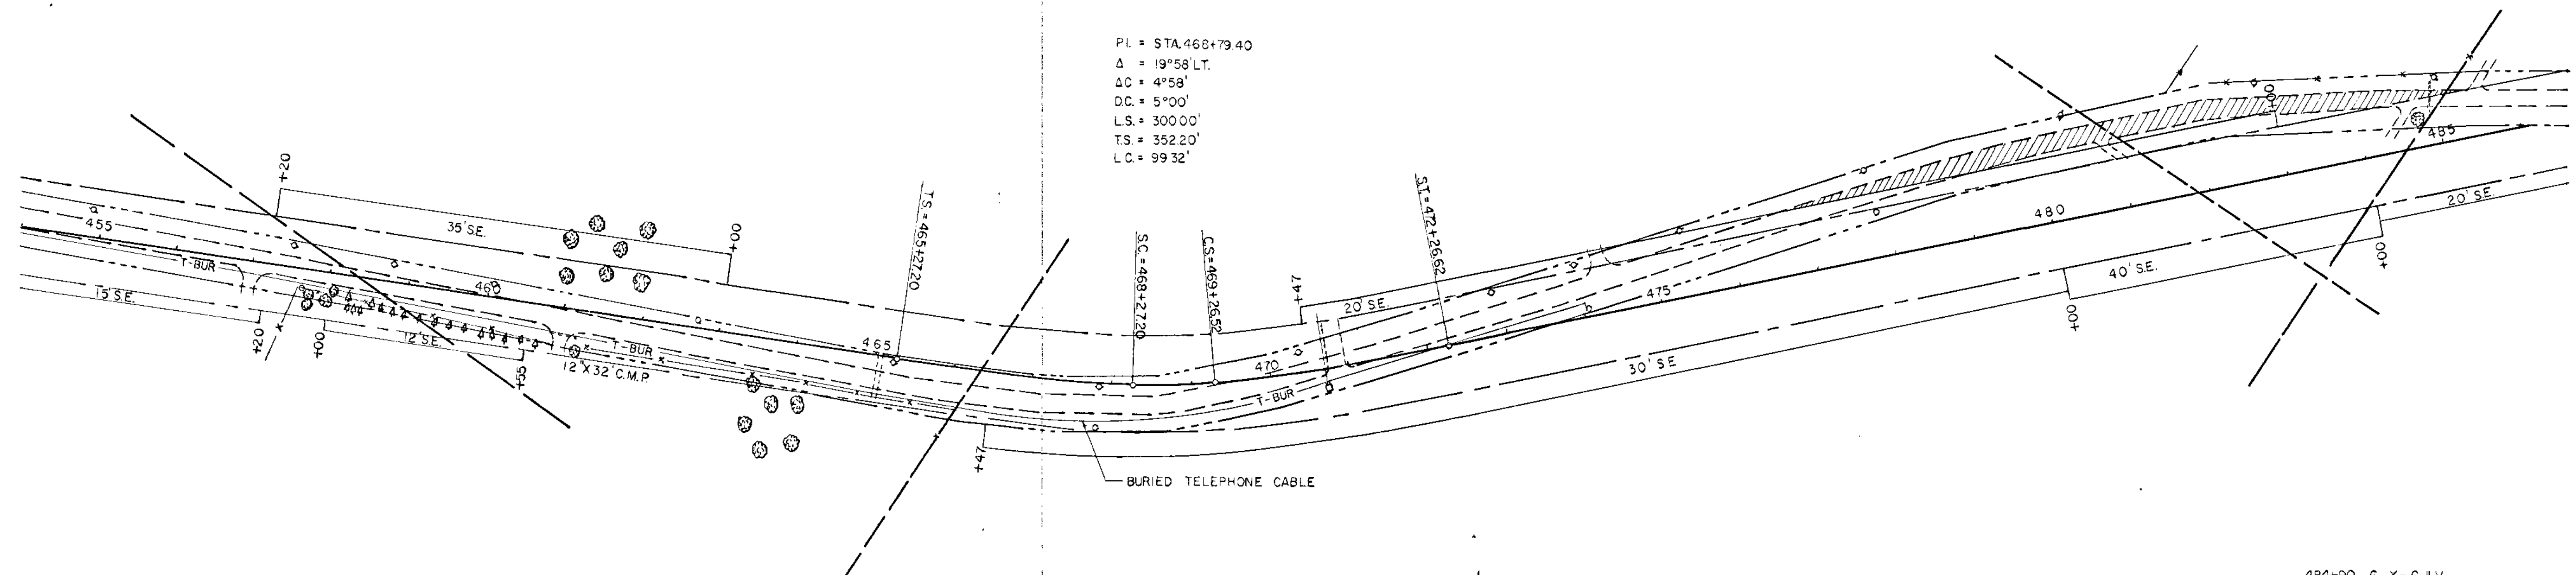 P.I. = STA. 468+79.40
Δ = 19°58' LT.
ΔC = 4°58'
D.C. = 5°00'
L.S. = 300.00'
T.S. = 352.20'
L.C. = 99.32'
+20
35' S.E.
+00
T.S. = 465+27.20
S.C. = 468+27.20
C.S. = 469+26.52
+47
20' S.E.
S.T. = 472+26.62
+00
485
20' S.E.
480
40' S.E.
+00
+00
475
30' S.E.
470
T-BUR
455
T-BUR
15' S.E.
460
+20
+00
12' S.E.
+55
T-BUR
12" X 32' C.M.P.
465
+47
BURIED TELEPHONE CABLE